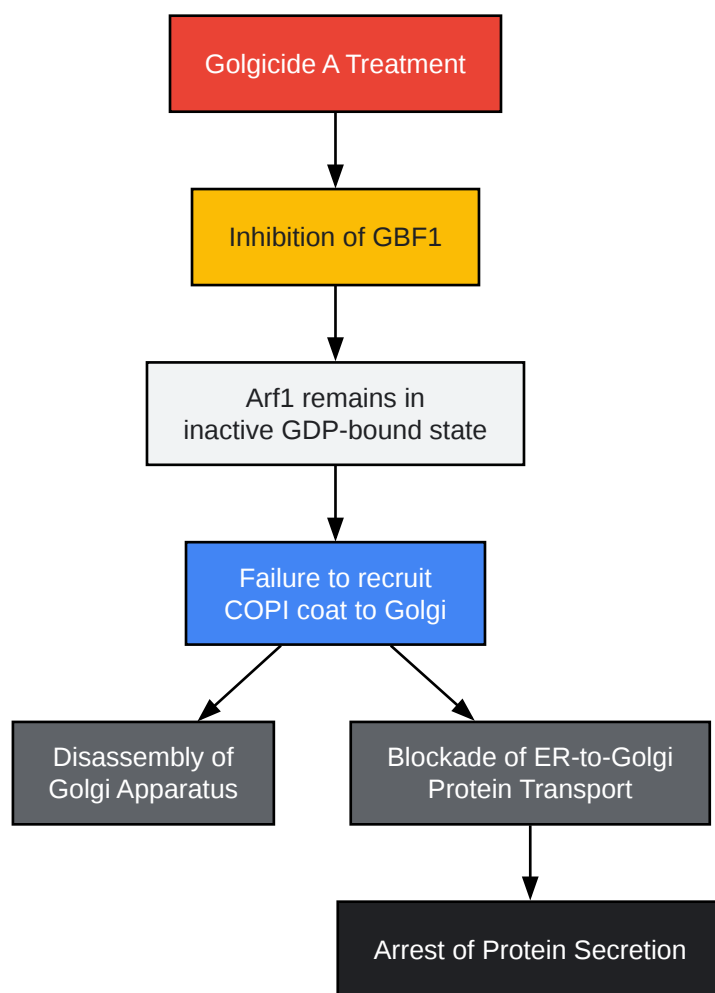 Golgicide A Treatment
Inhibition of GBF1
Arf1 remains in
inactive GDP-bound state
Failure to recruit
COPI coat to Golgi
Disassembly of
Golgi Apparatus
Blockade of ER-to-Golgi
Protein Transport
Arrest of Protein Secretion